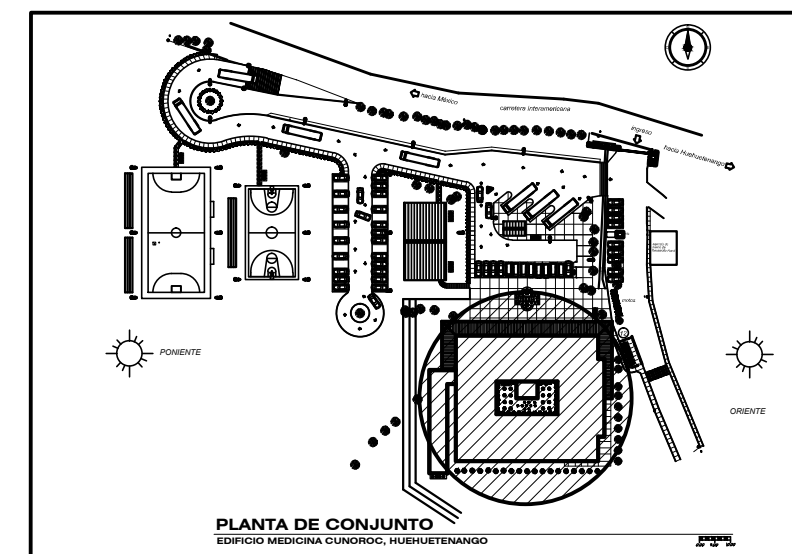 hacia México
carretera interamericana
ingreso
hacia Huehuetenango
motos
PONIENTE
ORIENTE
PLANTA DE CONJUNTO
EDIFICIO MEDICINA CUNOROC, HUEHUETENANGO